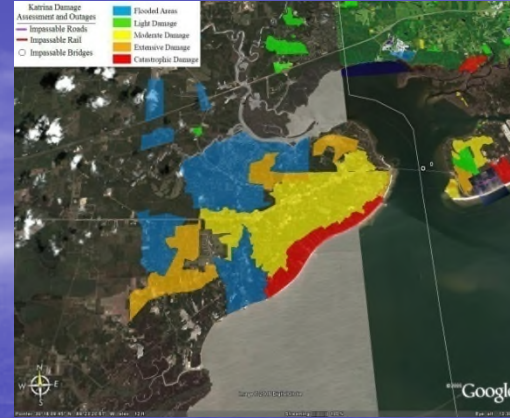 Katrina Damage
Assessment and Outages
Impassable Roads
Impassable Rail
Impassable Bridges
Flooded Areas
Light Damage
Moderate Damage
Extensive Damage
Catastrophic Damage
N
W
E
S
Google